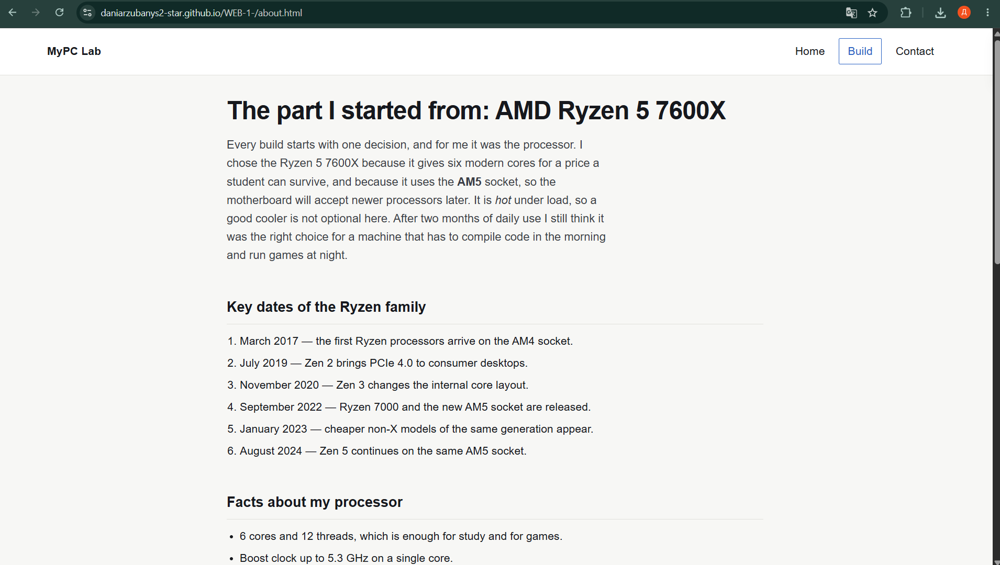 daniarzubanys2-star.github.io/WEB-1-/about.html
Д
MyPC Lab
Home
Build
Contact
The part I started from: AMD Ryzen 5 7600X
Every build starts with one decision, and for me it was the processor. I
chose the Ryzen 5 7600X because it gives six modern cores for a price a
student can survive, and because it uses the AM5 socket, so the
motherboard will accept newer processors later. It is hot under load, so a
good cooler is not optional here. After two months of daily use I still think it
was the right choice for a machine that has to compile code in the morning
and run games at night.
Key dates of the Ryzen family
1. March 2017 — the first Ryzen processors arrive on the AM4 socket.
2. July 2019 — Zen 2 brings PCIe 4.0 to consumer desktops.
3. November 2020 — Zen 3 changes the internal core layout.
4. September 2022 — Ryzen 7000 and the new AM5 socket are released.
5. January 2023 — cheaper non-X models of the same generation appear.
6. August 2024 — Zen 5 continues on the same AM5 socket.
Facts about my processor
• 6 cores and 12 threads, which is enough for study and for games.
• Boost clock up to 5.3 GHz on a single core.